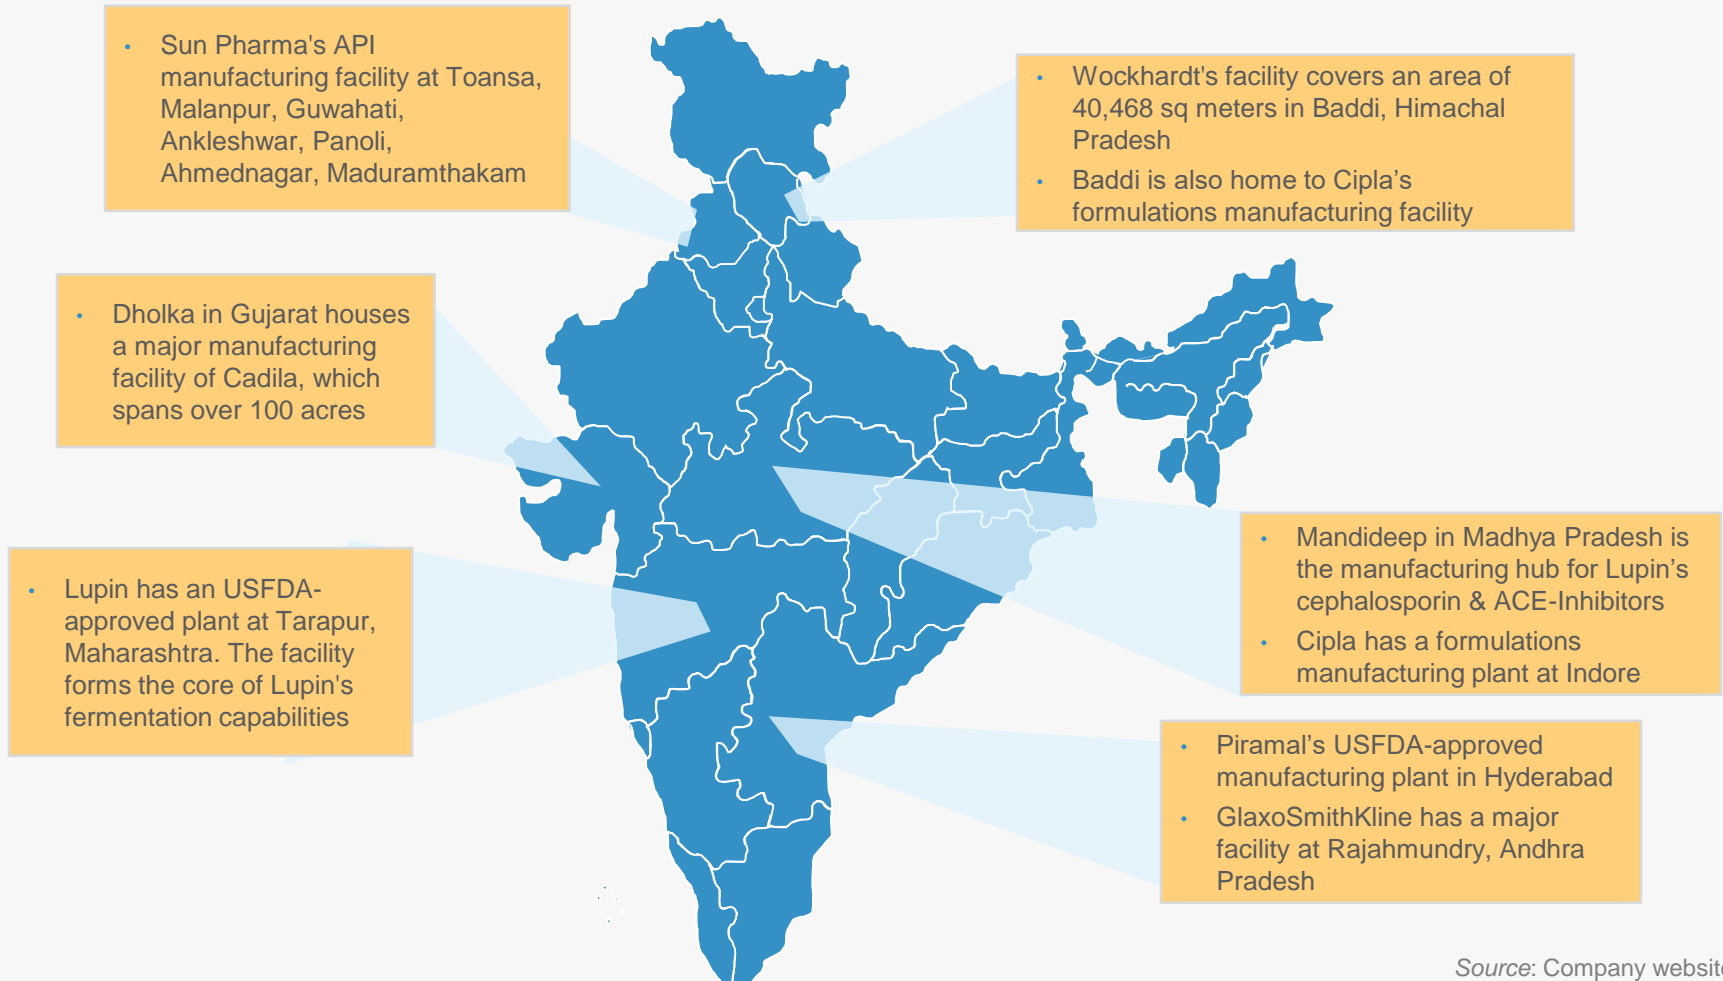 • Sun Pharma's API
manufacturing facility at Toansa,
Malanpur, Guwahati,
Ankleshwar, Panoli,
Ahmednagar, Maduramthakam
• Wockhardt's facility covers an area of
40,468 sq meters in Baddi, Himachal
Pradesh
• Baddi is also home to Cipla’s
formulations manufacturing facility
• Dholka in Gujarat houses
a major manufacturing
facility of Cadila, which
spans over 100 acres
• Lupin has an USFDA-
approved plant at Tarapur,
Maharashtra. The facility
forms the core of Lupin's
fermentation capabilities
• Mandideep in Madhya Pradesh is
the manufacturing hub for Lupin’s
cephalosporin & ACE-Inhibitors
• Cipla has a formulations
manufacturing plant at Indore
• Piramal’s USFDA-approved
manufacturing plant in Hyderabad
• GlaxoSmithKline has a major
facility at Rajahmundry, Andhra
Pradesh
Source: Company website